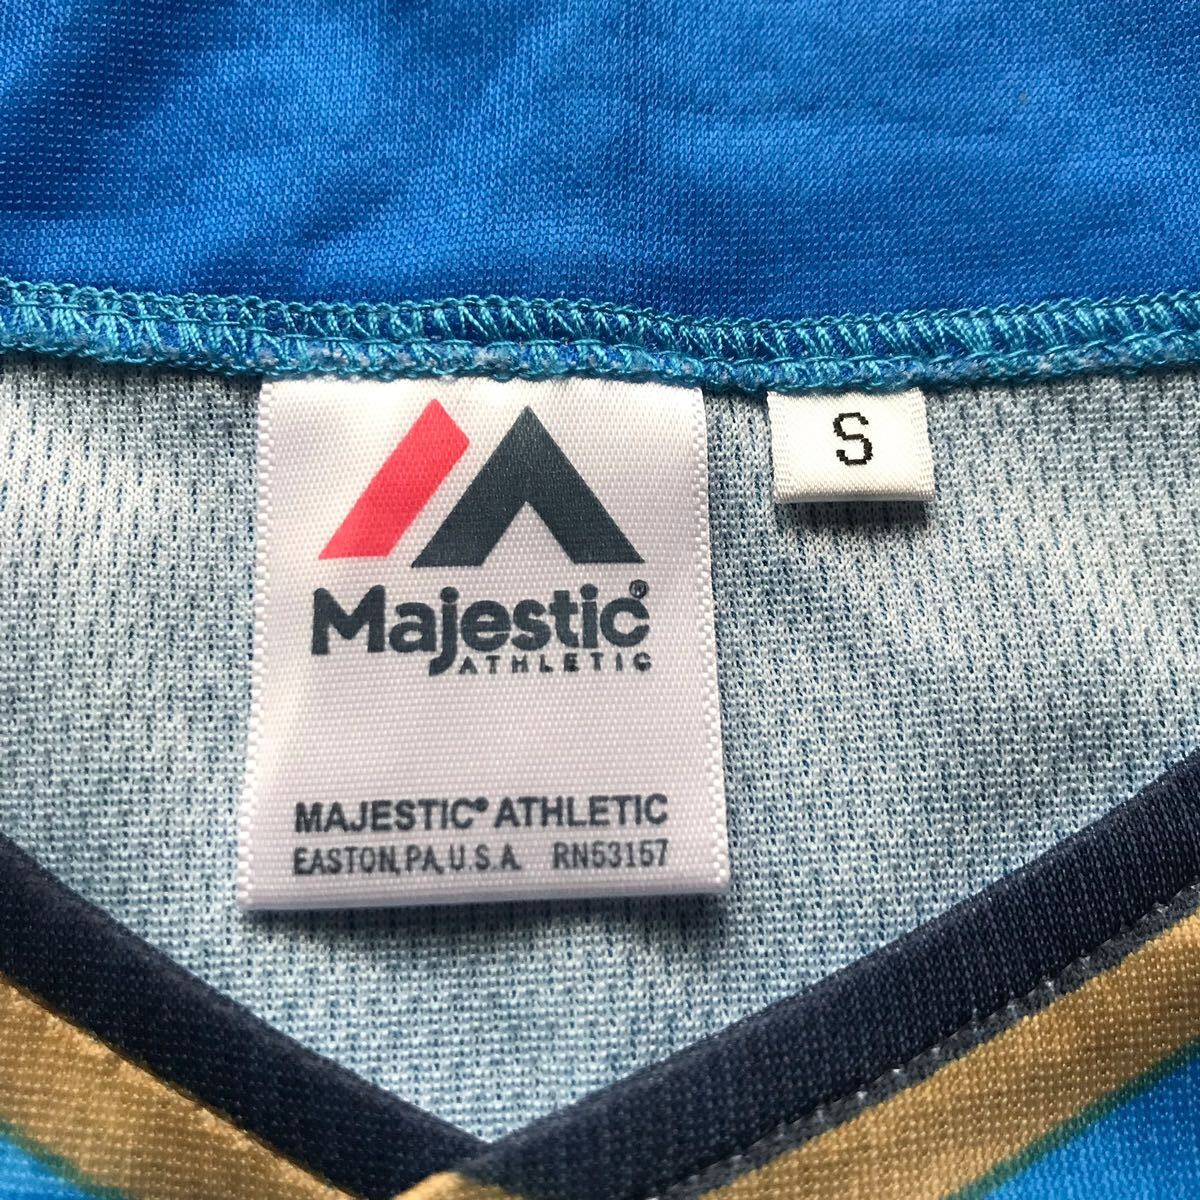 S
Majestic®
ATHLETIC
MAJESTIC® ATHLETIC
EASTON, PA, U.S.A. RN53157